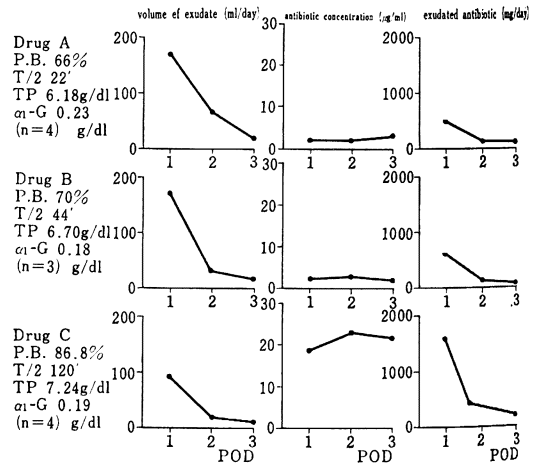 volume of exudate (ml/day) antibiotic concentration (μg/ml) exudated antibiotic (mg/day)
Drug A
P.B. 66%
T/2 22′
TP 6.18g/dl
α1-G 0.23
(n=4) g/dl
200
100
0
1 2 3
30
20
10
0
1 2 3
2000
1000
0
1 2 3
Drug B
P.B. 70%
T/2 44′
TP 6.70g/dl
α1-G 0.18
(n=3) g/dl
200
100
0
1 2 3
30
20
10
0
1 2 3
2000
1000
0
1 2 3
Drug C
P.B. 86.8%
T/2 120′
TP 7.24g/dl
α1-G 0.19
(n=4) g/dl
200
100
0
1 2 3
POD
30
20
10
0
1 2 3
POD
2000
1000
0
1 2 3
POD